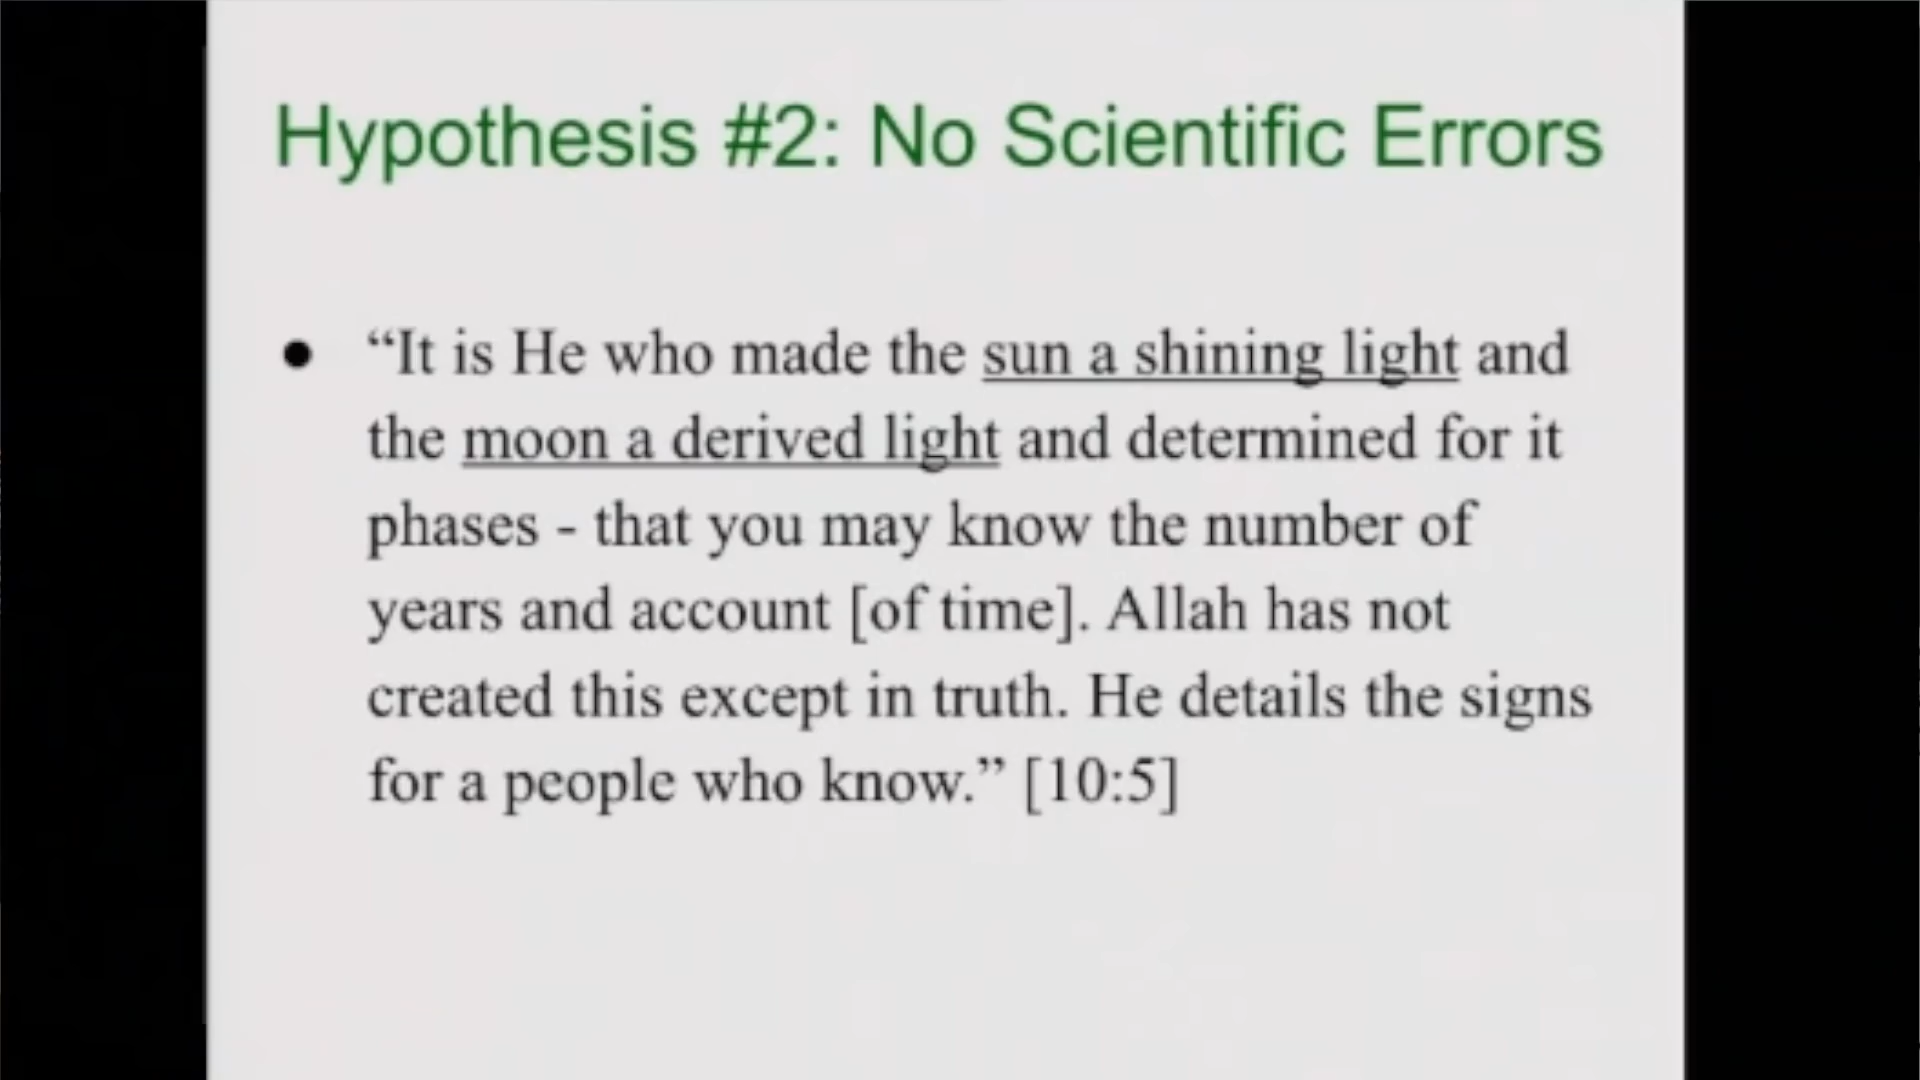 Hypothesis #2: No Scientific Errors
• “It is He who made the sun a shining light and
the moon a derived light and determined for it
phases - that you may know the number of
years and account [of time]. Allah has not
created this except in truth. He details the signs
for a people who know.” [10:5]